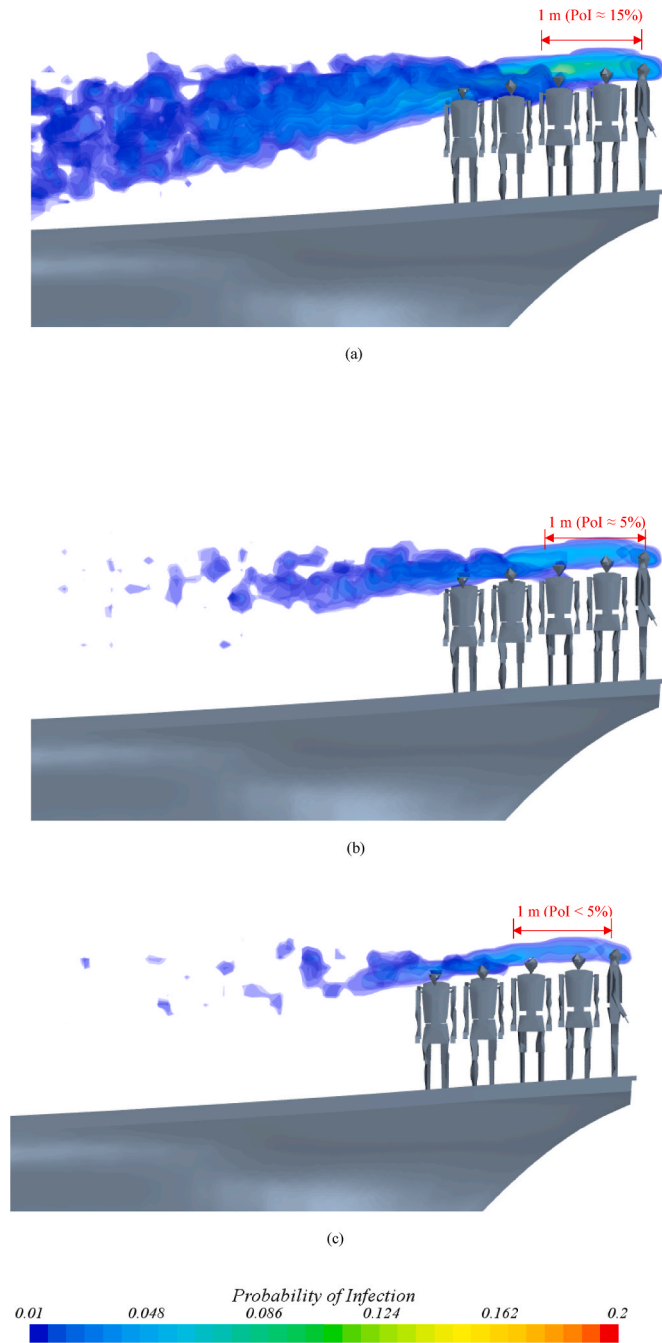 1 m (PoI ≈ 15%)
(a)
1 m (PoI ≈ 5%)
(b)
1 m (PoI < 5%)
(c)
Probability of Infection
0.01 0.048 0.086 0.124 0.162 0.2